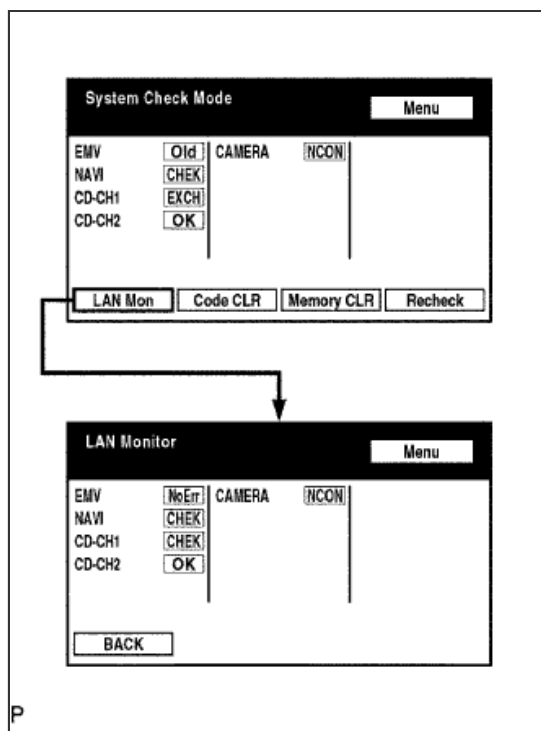 System Check Mode
Menu
EMV Old CAMERA NCON
NAVI CHEK
CD-CH1 EXCH
CD-CH2 OK
LAN Mon Code CLR Memory CLR Recheck
LAN Monitor
Menu
EMV NoErr CAMERA NCON
NAVI CHEK
CD-CH1 CHEK
CD-CH2 OK
BACK
P